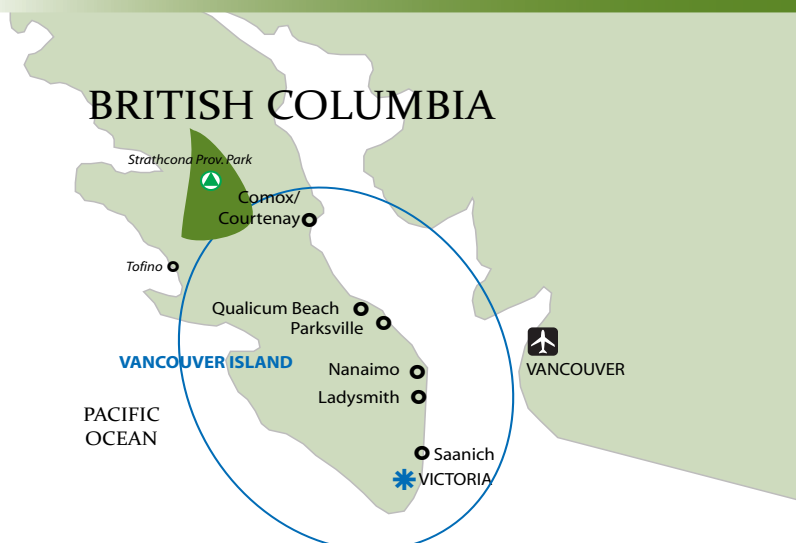 BRITISH COLUMBIA
Strathcona Prov. Park
Comox/
Courtenay
Tofino
Qualicum Beach
Parksville
VANCOUVER ISLAND
Nanaimo
VANCOUVER
Ladysmith
PACIFIC
OCEAN
Saanich
VICTORIA